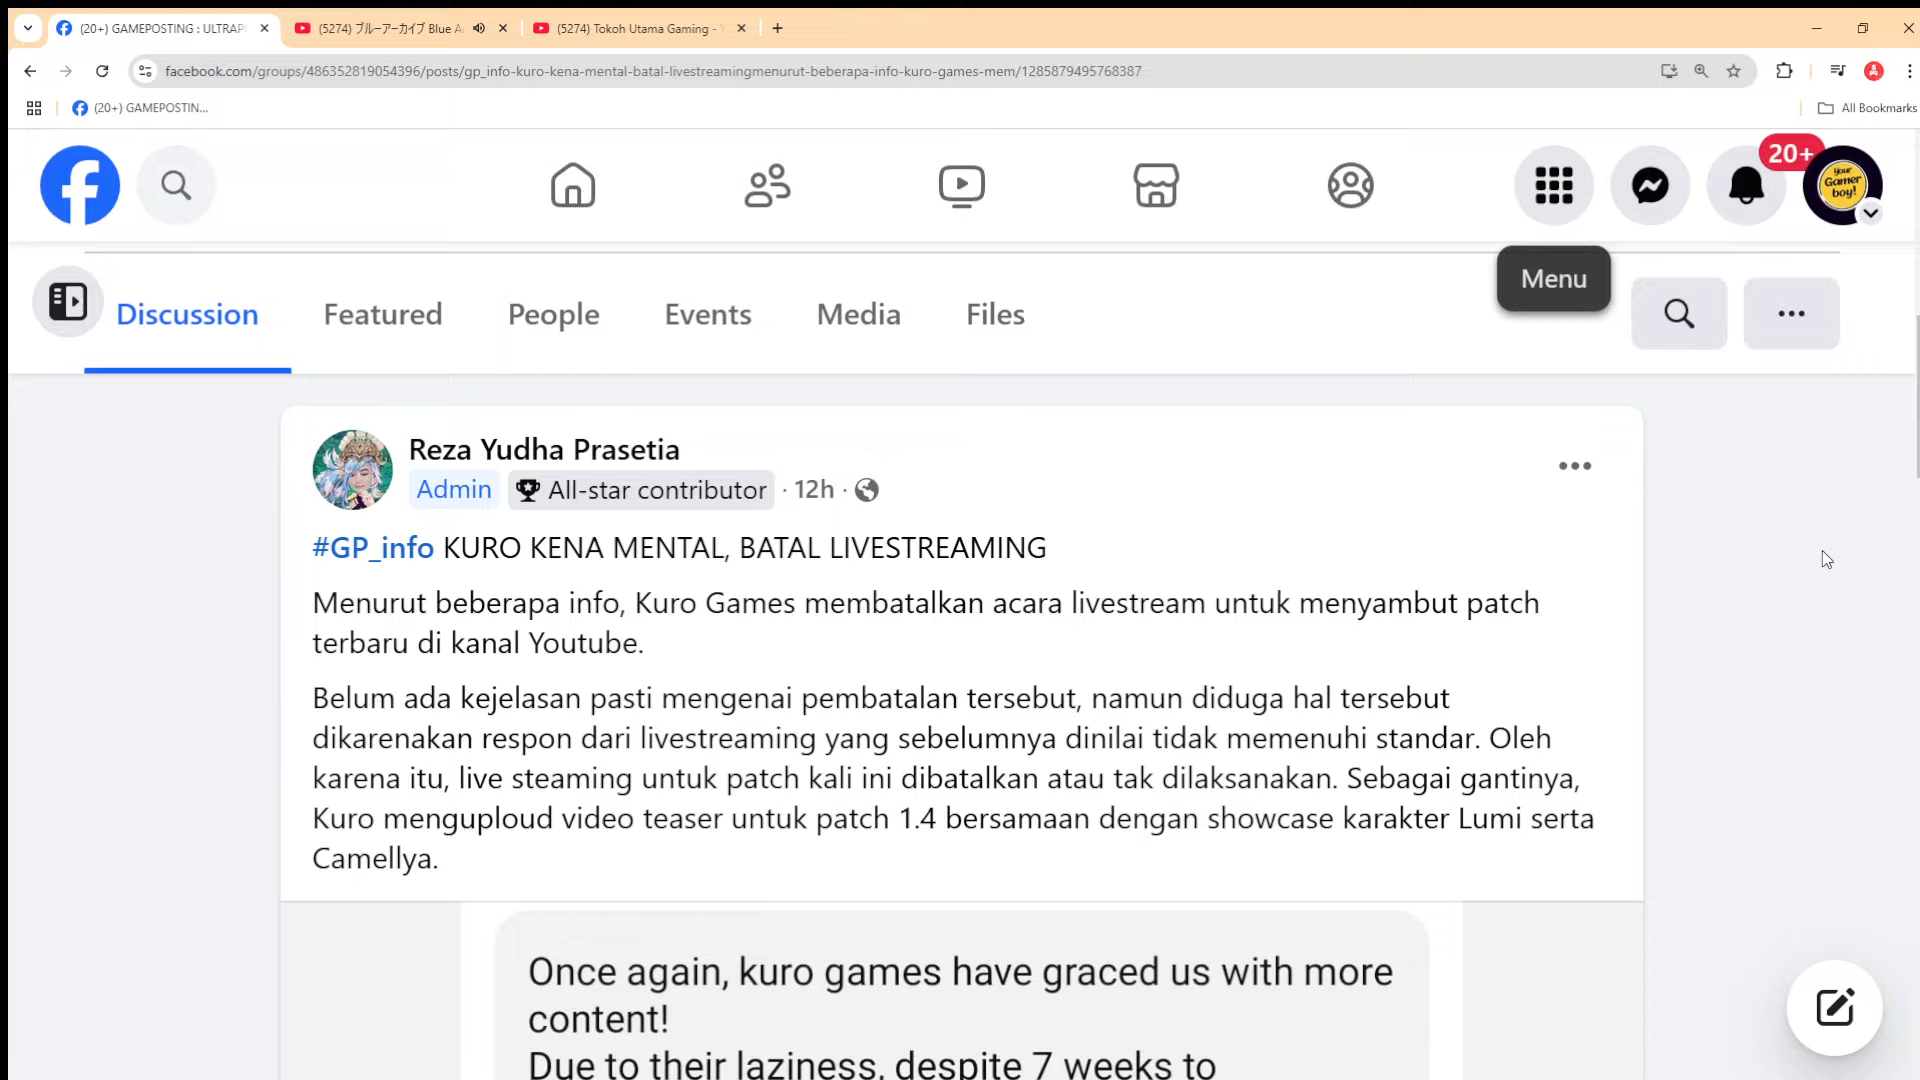 (20+) GAMEPOSTING : ULTRAP
(5274) ブルーアーカイブ Blue A
(5274) Tokoh Utama Gaming -
facebook.com/groups/486352819054396/posts/gp_info-kuro-kena-mental-batal-livestreamingmenurut-beberapa-info-kuro-games-mem/1285879495768387
(20+) GAMEPOSTIN...
All Bookmarks
20+
your Gamer boy!
Menu
Discussion
Featured
People
Events
Media
Files
Reza Yudha Prasetia
Admin All-star contributor · 12h ·
#GP_info KURO KENA MENTAL, BATAL LIVESTREAMING
Menurut beberapa info, Kuro Games membatalkan acara livestream untuk menyambut patch
terbaru di kanal Youtube.
Belum ada kejelasan pasti mengenai pembatalan tersebut, namun diduga hal tersebut
dikarenakan respon dari livestreaming yang sebelumnya dinilai tidak memenuhi standar. Oleh
karena itu, live steaming untuk patch kali ini dibatalkan atau tak dilaksanakan. Sebagai gantinya,
Kuro menguploud video teaser untuk patch 1.4 bersamaan dengan showcase karakter Lumi serta
Camellya.
Once again, kuro games have graced us with more
content!
Due to their laziness, despite 7 weeks to